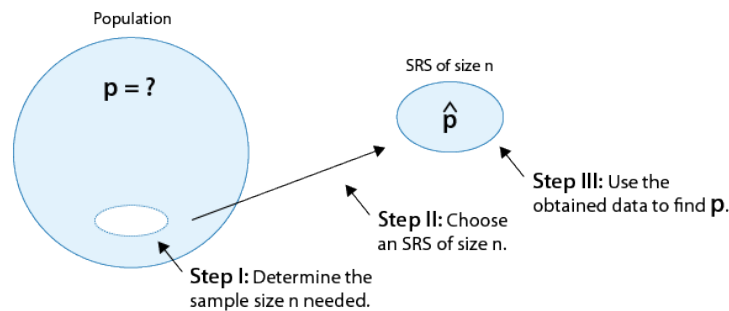 Population
p = ?
SRS of size n
p̂
Step III: Use the
obtained data to find p.
Step II: Choose
an SRS of size n.
Step I: Determine the
sample size n needed.